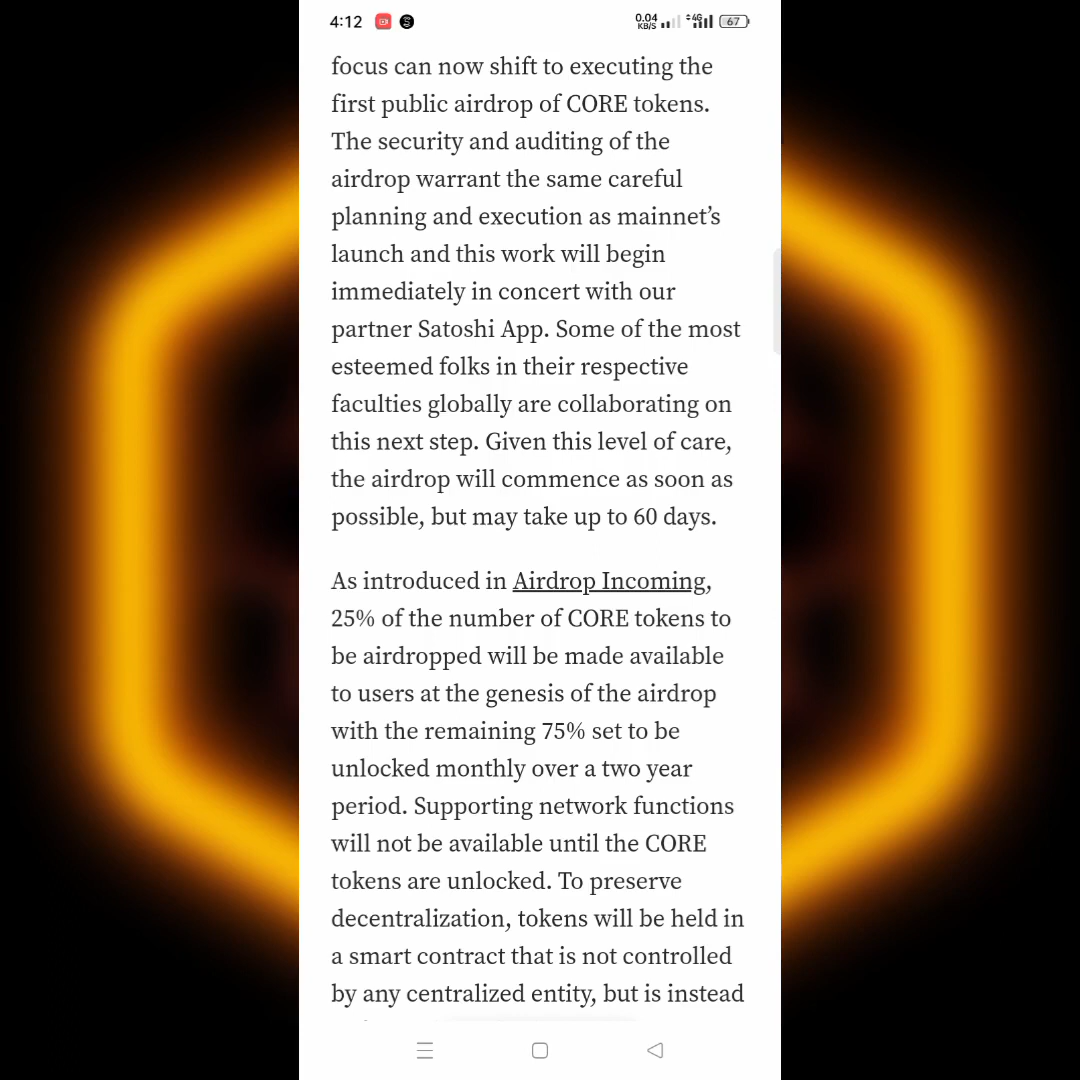 4:12
0.04
KB/S
4G
67
focus can now shift to executing the
first public airdrop of CORE tokens.
The security and auditing of the
airdrop warrant the same careful
planning and execution as mainnet’s
launch and this work will begin
immediately in concert with our
partner Satoshi App. Some of the most
esteemed folks in their respective
faculties globally are collaborating on
this next step. Given this level of care,
the airdrop will commence as soon as
possible, but may take up to 60 days.
As introduced in Airdrop Incoming,
25% of the number of CORE tokens to
be airdropped will be made available
to users at the genesis of the airdrop
with the remaining 75% set to be
unlocked monthly over a two year
period. Supporting network functions
will not be available until the CORE
tokens are unlocked. To preserve
decentralization, tokens will be held in
a smart contract that is not controlled
by any centralized entity, but is instead